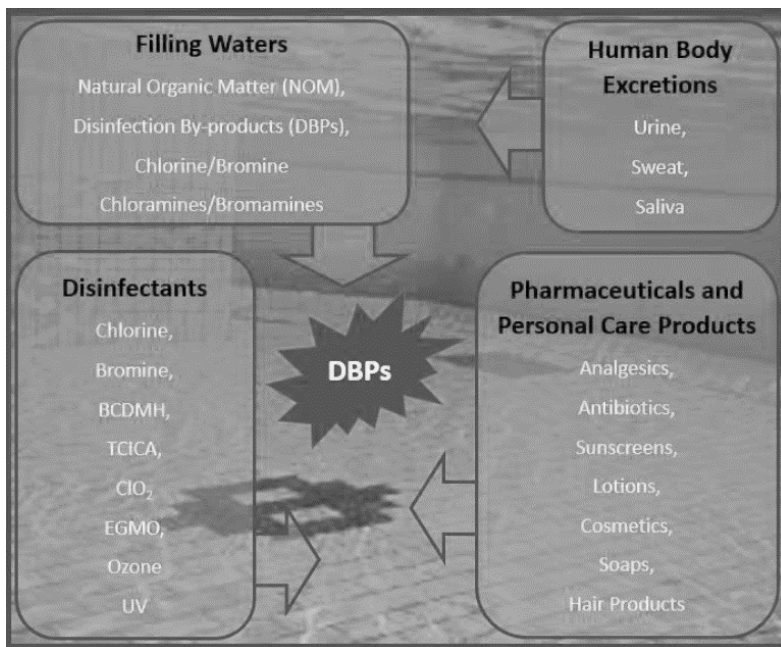 Filling Waters
Natural Organic Matter (NOM),
Disinfection By-products (DBPs),
Chlorine/Bromine
Chloramines/Bromamines
Human Body
Excretions
Urine,
Sweat,
Saliva
Disinfectants
Chlorine,
Bromine,
BCDMH,
TCICA,
ClO₂
EGMO,
Ozone
UV
DBPs
Pharmaceuticals and
Personal Care Products
Analgesics,
Antibiotics,
Sunscreens,
Lotions,
Cosmetics,
Soaps,
Hair Products